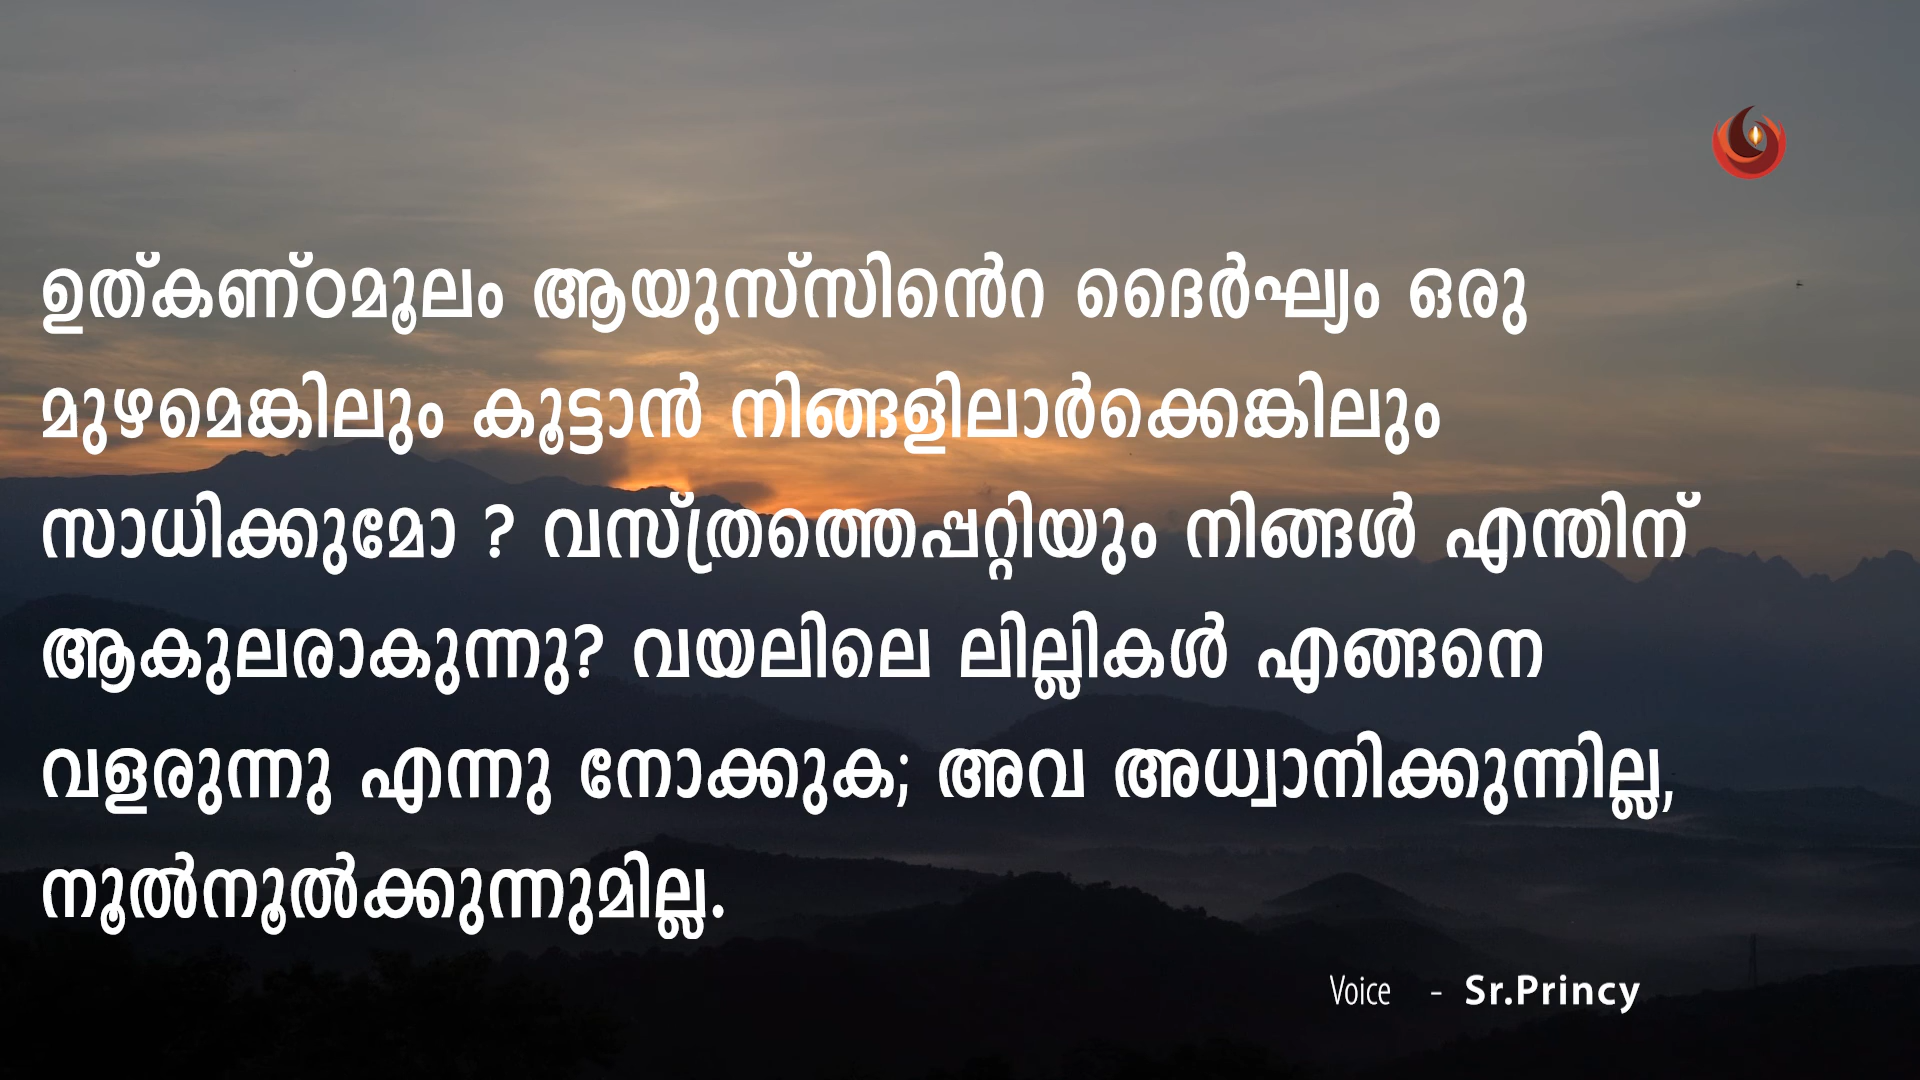 ഉത്കണ്ഠമൂലം ആയുസ്സിൻെറ ദൈർഘ്യം ഒരു
മുഴമെങ്കിലും കൂട്ടാൻ നിങ്ങളിലാർക്കെങ്കിലും
സാധിക്കുമോ ? വസ്ത്രത്തെപ്പറ്റിയും നിങ്ങൾ എന്തിന്
ആകുലരാകുന്നു? വയലിലെ ലില്ലികൾ എങ്ങനെ
വളരുന്നു എന്നു നോക്കുക; അവ അധ്വാനിക്കുന്നില്ല,
നൂൽനൂൽക്കുന്നുമില്ല.
Voice - Sr.Princy